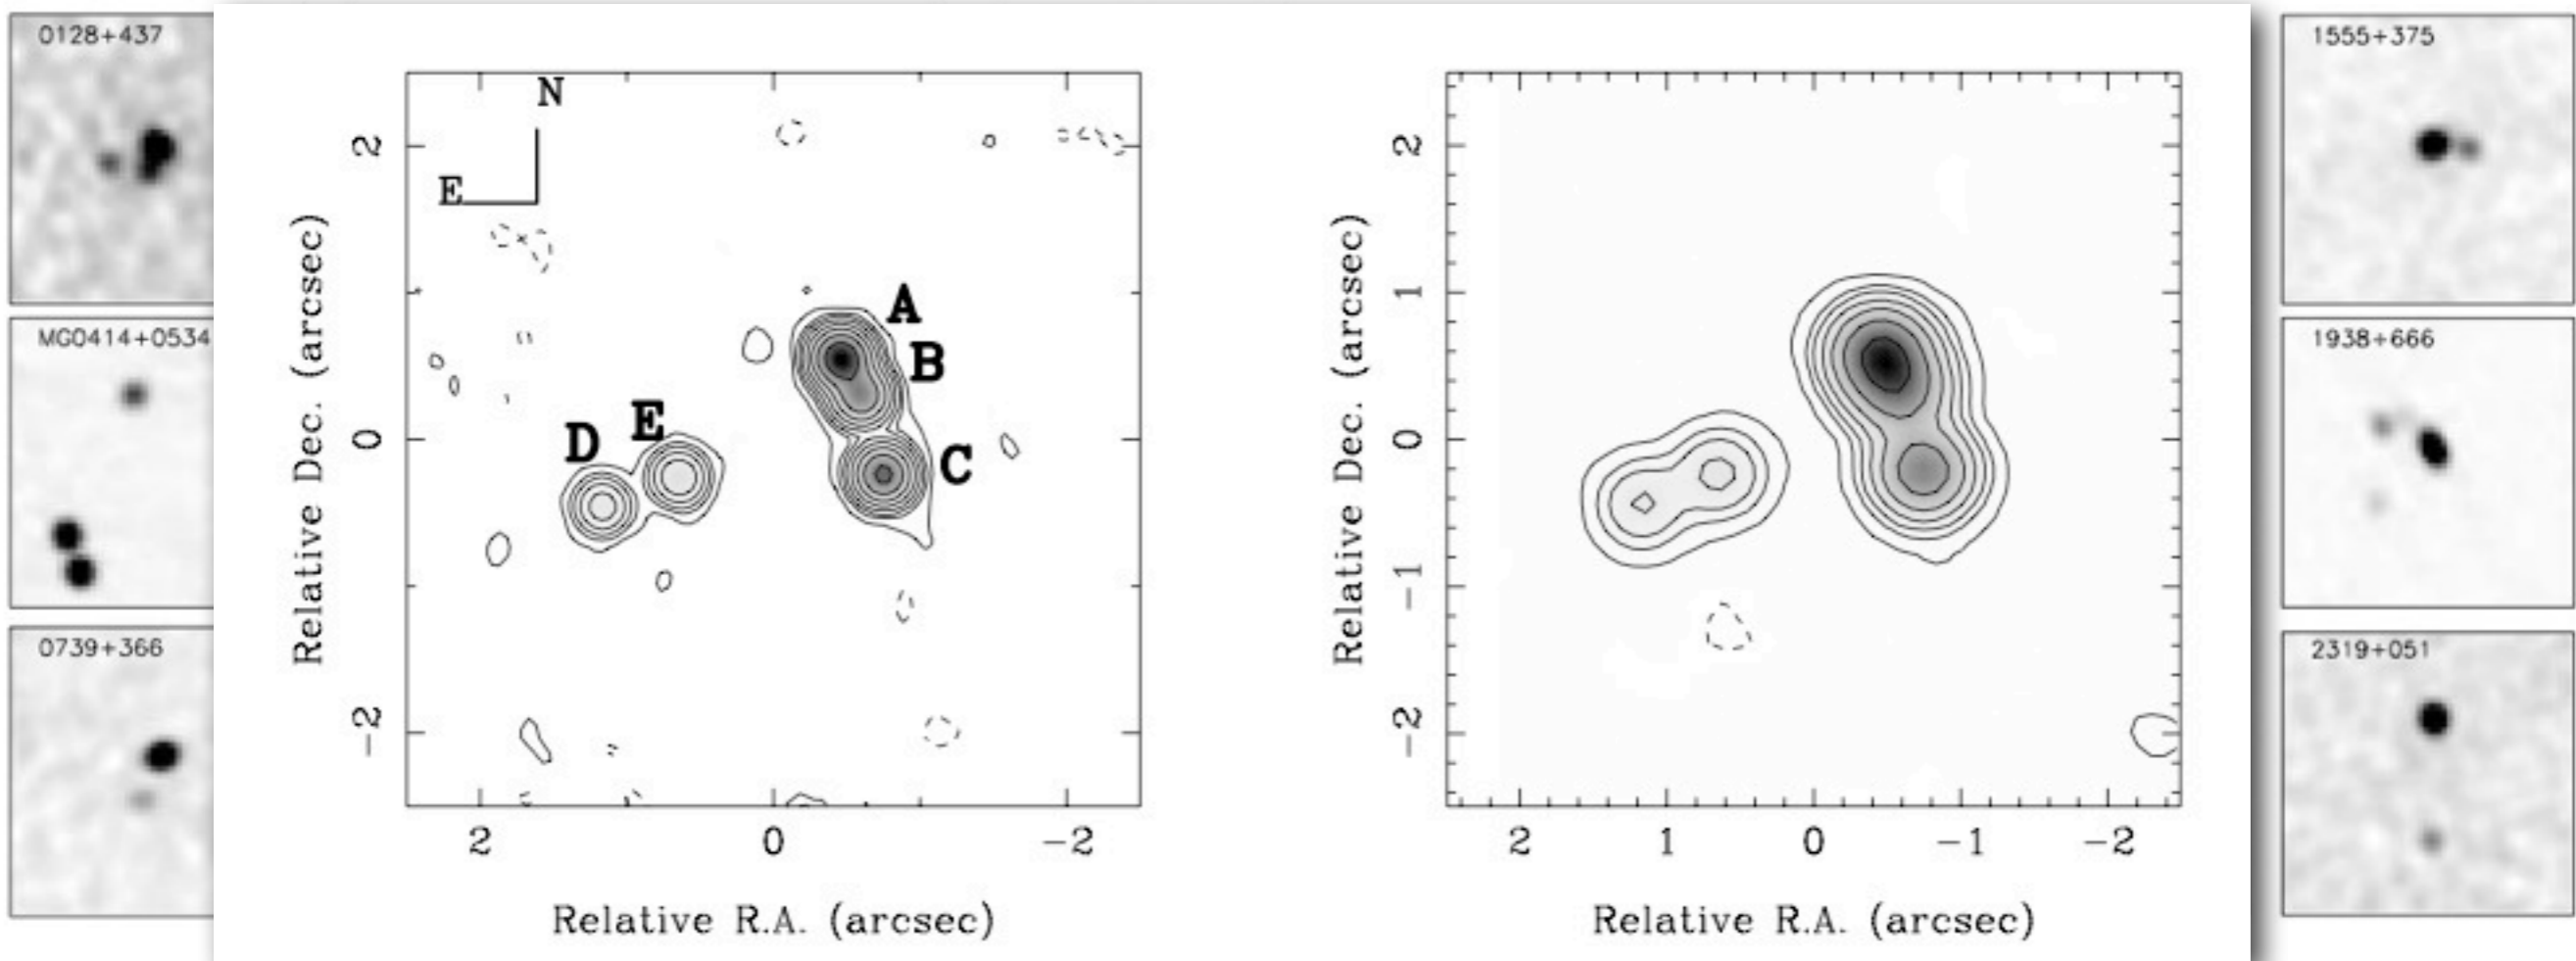 0128+437
MG0414+0534
0739+366
N
E
A
B
C
D
E
2
0
−2
2
0
−2
Relative Dec. (arcsec)
Relative R.A. (arcsec)
2
1
0
−1
−2
2
1
0
−1
−2
Relative Dec. (arcsec)
Relative R.A. (arcsec)
1555+375
1938+666
2319+051